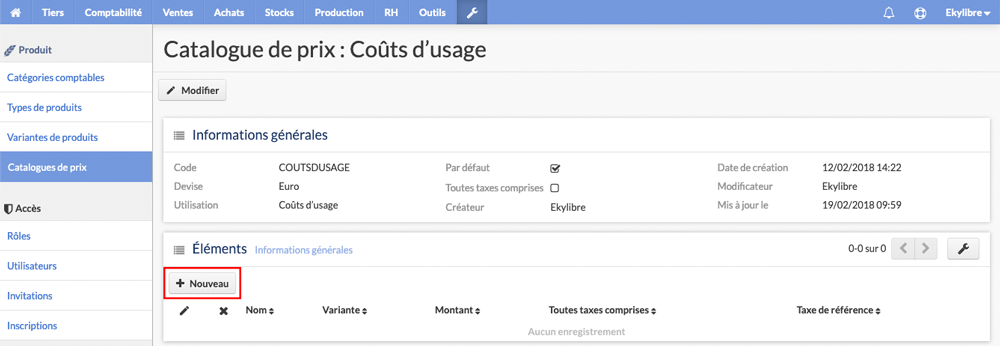 Tiers Comptabilité Ventes Achats Stocks Production RH Outils Ekylibre
Produit
Catégories comptables
Types de produits
Variantes de produits
Catalogues de prix
Accès
Rôles
Utilisateurs
Invitations
Inscriptions
Catalogue de prix : Coûts d’usage
Modifier
Informations générales
Code COUTSDUSAGE Par défaut Date de création 12/02/2018 14:22
Devise Euro Toutes taxes comprises Modificateur Ekylibre
Utilisation Coûts d’usage Créateur Ekylibre Mis à jour le 19/02/2018 09:59
Éléments Informations générales 0-0 sur 0
Nouveau
Nom Variante Montant Toutes taxes comprises Taxe de référence
Aucun enregistrement